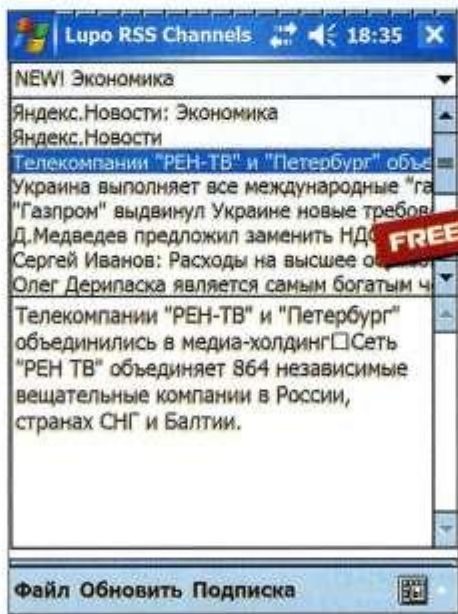 Lupo RSS Channels 18:35
NEW! Экономика
Яндекс.Новости: Экономика
Яндекс.Новости
Телекомпании "РЕН-ТВ" и "Петербург" объе
Украина выполняет все международные "га
"Газпром" выдвинул Украине новые требов
Д.Медведев предложил заменить НДС
FREE
Сергей Иванов: Расходы на высшее о
Олег Дерипаска является самым богатым ч
Телекомпании "РЕН-ТВ" и "Петербург"
объединились в медиа-холдинг□Сеть
"РЕН ТВ" объединяет 864 независимые
вещательные компании в России,
странах СНГ и Балтии.
Файл Обновить Подписка